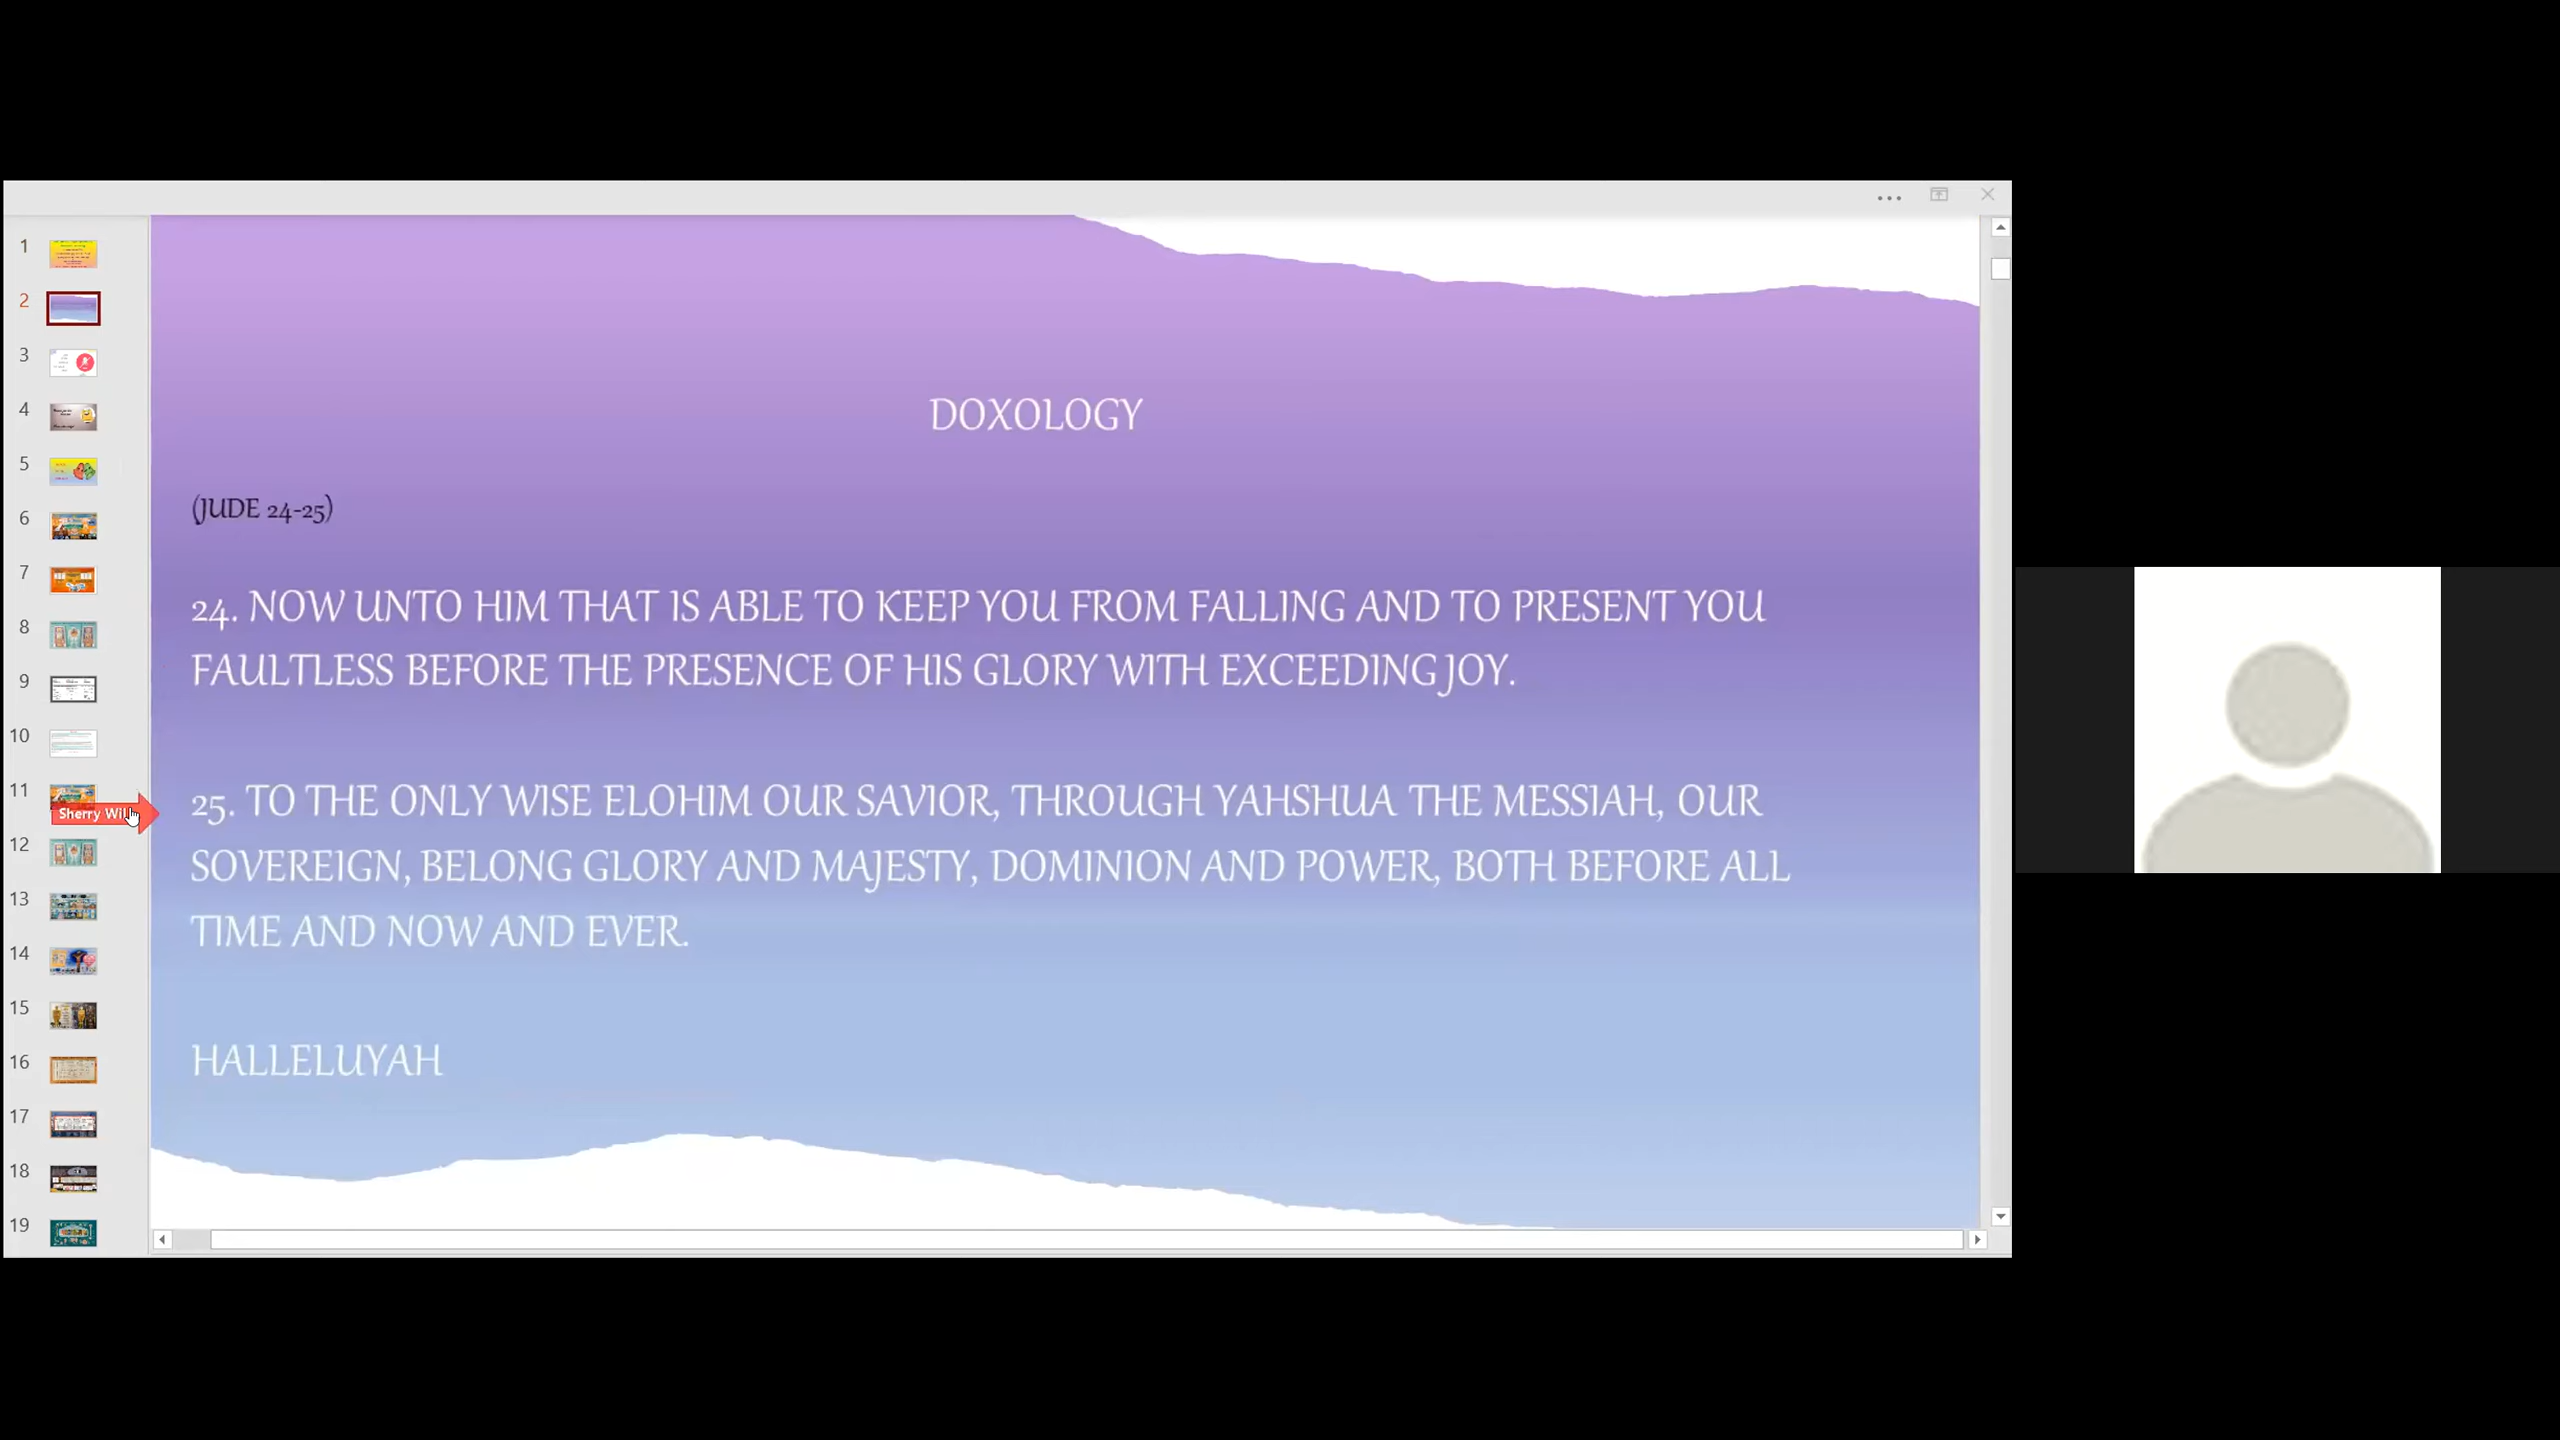 1
2
3
4
5
6
7
8
9
10
11
Sherry Will
12
13
14
15
16
17
18
19
DOXOLOGY
(JUDE 24-25)
24. NOW UNTO HIM THAT IS ABLE TO KEEP YOU FROM FALLING AND TO PRESENT YOU
FAULTLESS BEFORE THE PRESENCE OF HIS GLORY WITH EXCEEDING JOY.
25. TO THE ONLY WISE ELOHIM OUR SAVIOR, THROUGH YAHSHUA THE MESSIAH, OUR
SOVEREIGN, BELONG GLORY AND MAJESTY, DOMINION AND POWER, BOTH BEFORE ALL
TIME AND NOW AND EVER.
HALLELUYAH